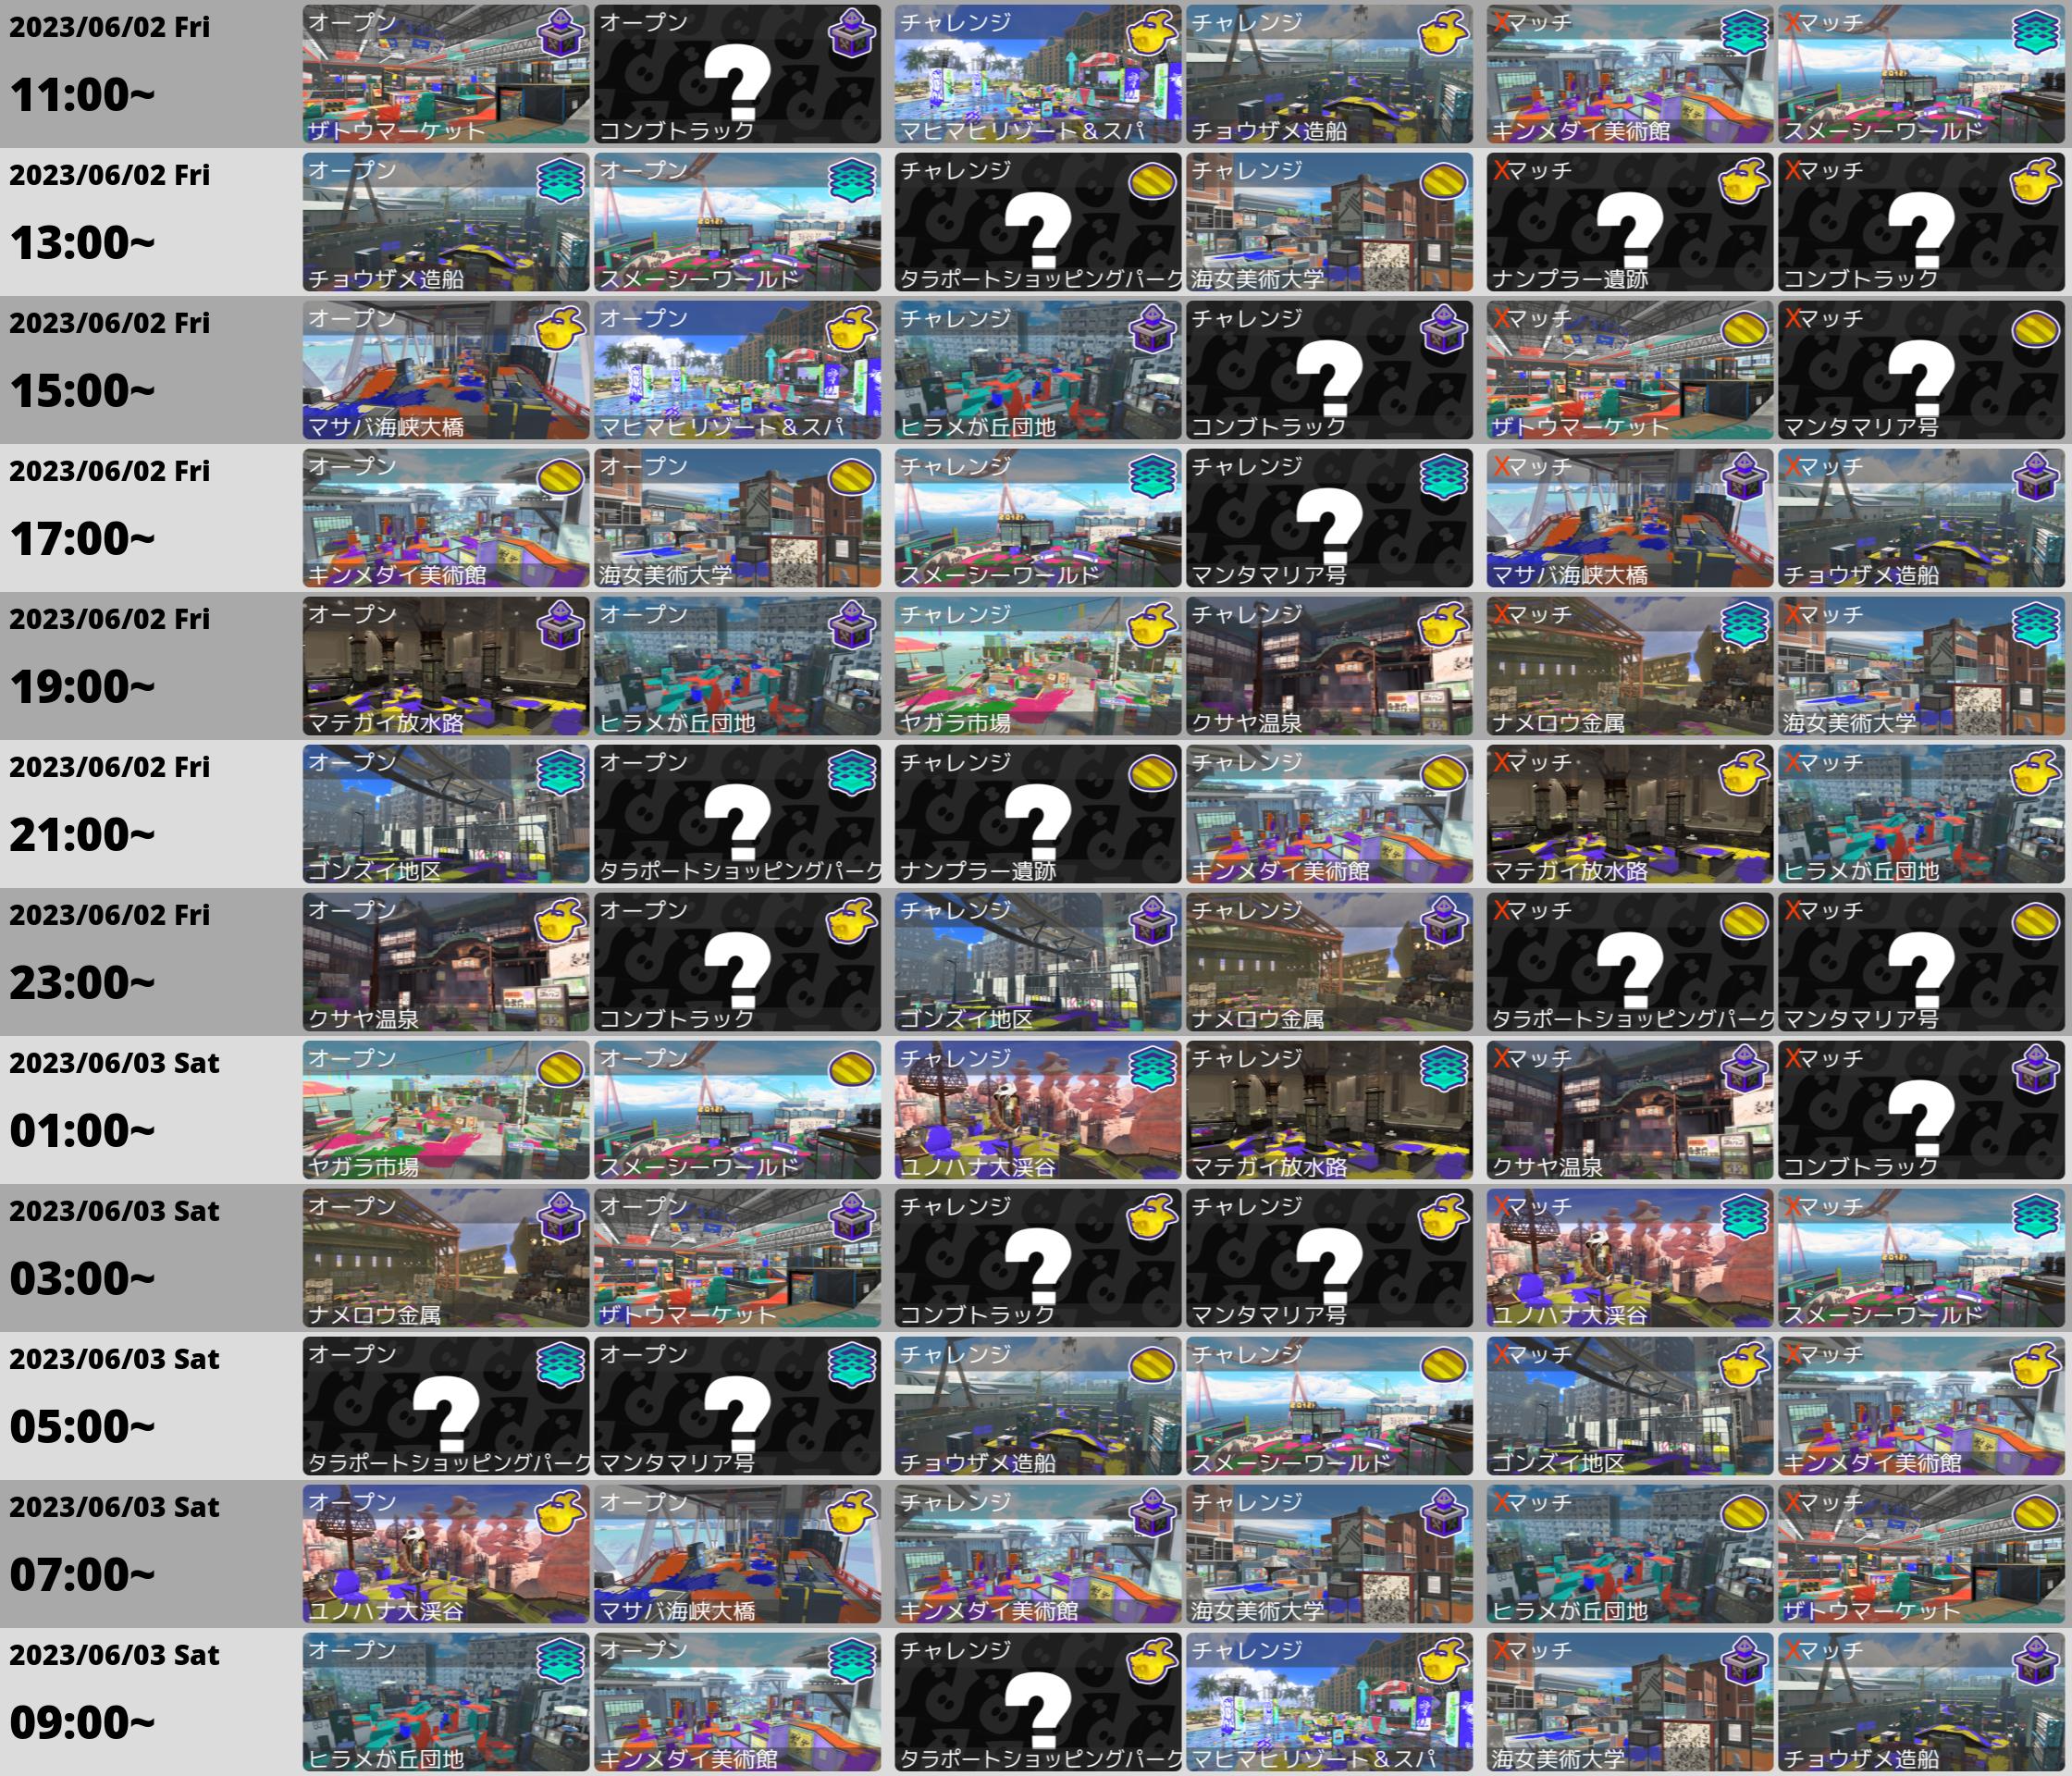 2023/06/02 Fri
11:00~
オープン
ザトウマーケット
オープン
コンブトラック
チャレンジ
マヒマヒリゾート＆スパ
チャレンジ
チョウザメ造船
Xマッチ
キンメダイ美術館
Xマッチ
スメーシーワールド
2023/06/02 Fri
13:00~
オープン
チョウザメ造船
オープン
スメーシーワールド
チャレンジ
タラポートショッピングパーク
チャレンジ
海女美術大学
Xマッチ
ナンプラー遺跡
Xマッチ
コンブトラック
2023/06/02 Fri
15:00~
オープン
マサバ海峡大橋
オープン
マヒマヒリゾート＆スパ
チャレンジ
ヒラメが丘団地
チャレンジ
コンブトラック
Xマッチ
ザトウマーケット
Xマッチ
マンタマリア号
2023/06/02 Fri
17:00~
オープン
キンメダイ美術館
オープン
海女美術大学
チャレンジ
スメーシーワールド
チャレンジ
マンタマリア号
Xマッチ
マサバ海峡大橋
Xマッチ
チョウザメ造船
2023/06/02 Fri
19:00~
オープン
マテガイ放水路
オープン
ヒラメが丘団地
チャレンジ
ヤガラ市場
チャレンジ
クサヤ温泉
Xマッチ
ナメロウ金属
Xマッチ
海女美術大学
2023/06/02 Fri
21:00~
オープン
ゴンズイ地区
オープン
タラポートショッピングパーク
チャレンジ
ナンプラー遺跡
チャレンジ
キンメダイ美術館
Xマッチ
マテガイ放水路
Xマッチ
ヒラメが丘団地
2023/06/02 Fri
23:00~
オープン
クサヤ温泉
オープン
コンブトラック
チャレンジ
ゴンズイ地区
チャレンジ
ナメロウ金属
Xマッチ
タラポートショッピングパーク
Xマッチ
マンタマリア号
2023/06/03 Sat
01:00~
オープン
ヤガラ市場
オープン
スメーシーワールド
チャレンジ
ユノハナ大渓谷
チャレンジ
マテガイ放水路
Xマッチ
クサヤ温泉
Xマッチ
コンブトラック
2023/06/03 Sat
03:00~
オープン
ナメロウ金属
オープン
ザトウマーケット
チャレンジ
コンブトラック
チャレンジ
マンタマリア号
Xマッチ
ユノハナ大渓谷
Xマッチ
スメーシーワールド
2023/06/03 Sat
05:00~
オープン
タラポートショッピングパーク
オープン
マンタマリア号
チャレンジ
チョウザメ造船
チャレンジ
スメーシーワールド
Xマッチ
ゴンズイ地区
Xマッチ
キンメダイ美術館
2023/06/03 Sat
07:00~
オープン
ユノハナ大渓谷
オープン
マサバ海峡大橋
チャレンジ
キンメダイ美術館
チャレンジ
海女美術大学
Xマッチ
ヒラメが丘団地
Xマッチ
ザトウマーケット
2023/06/03 Sat
09:00~
オープン
ヒラメが丘団地
オープン
キンメダイ美術館
チャレンジ
タラポートショッピングパーク
チャレンジ
マヒマヒリゾート＆スパ
Xマッチ
海女美術大学
Xマッチ
チョウザメ造船